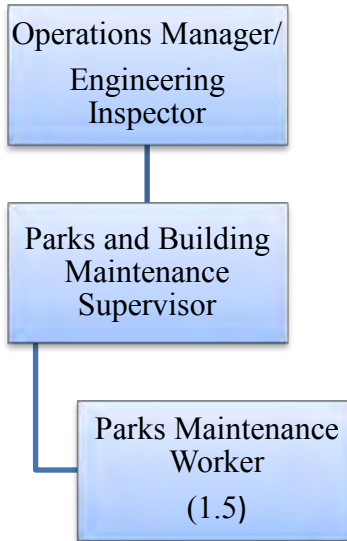 Operations Manager/
Engineering
Inspector
Parks and Building
Maintenance
Supervisor
Parks Maintenance
Worker
(1.5)